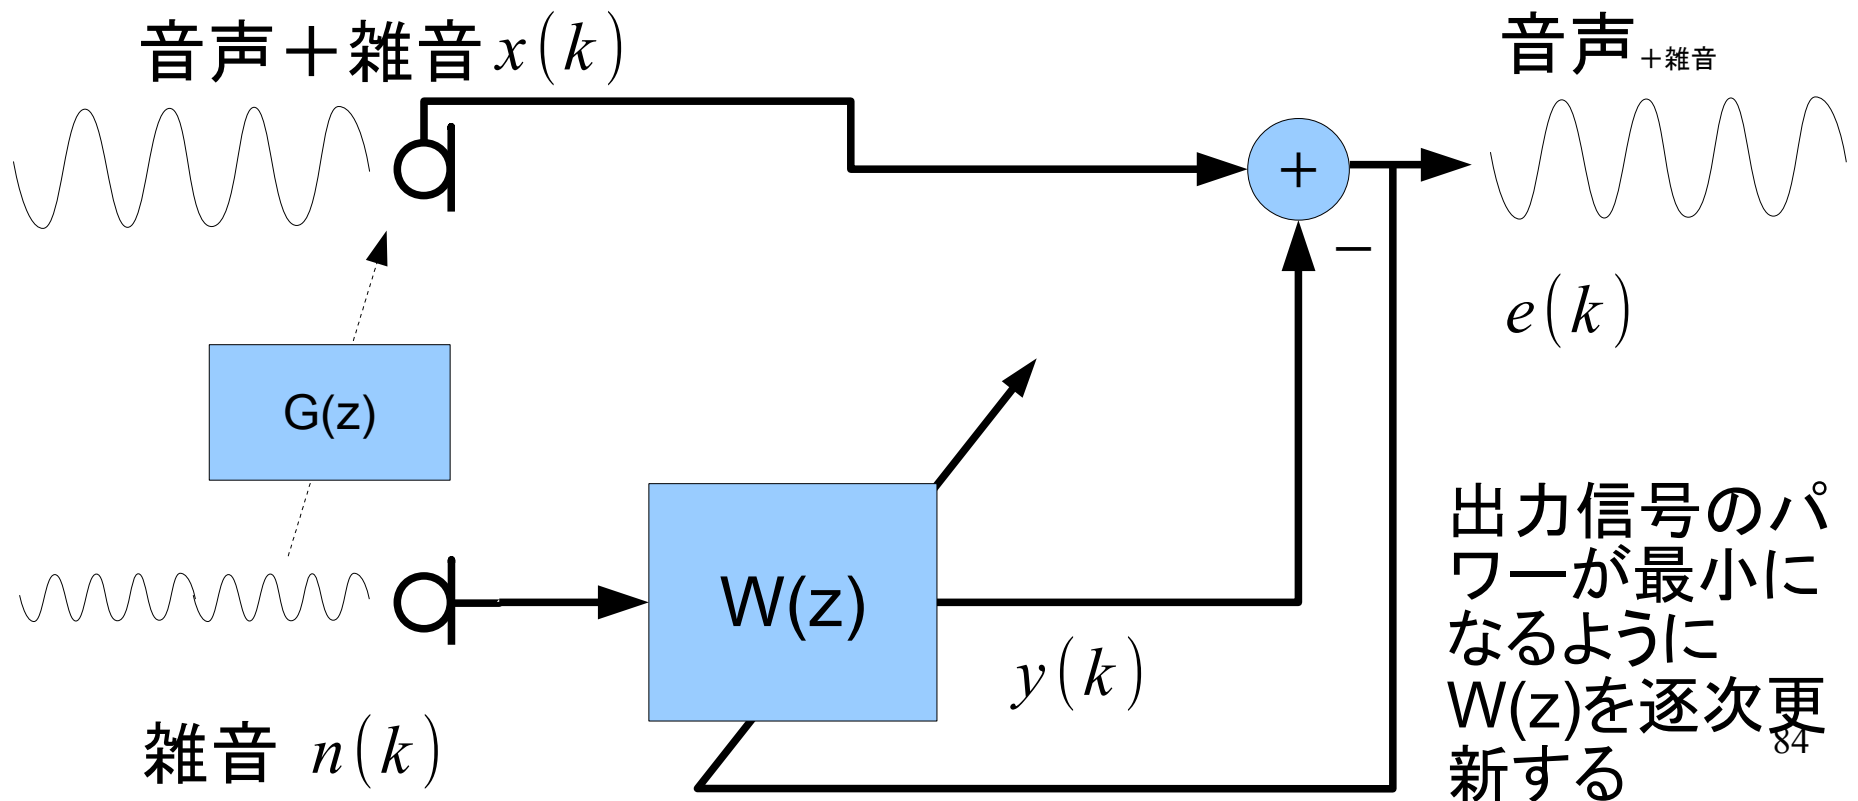 音声＋雑音 x(k)
音声+雑音
+
−
e(k)
G(z)
W(z)
y(k)
雑音 n(k)
出力信号のパ
ワーが最小に
なるように
W(z)を逐次更
新する
84